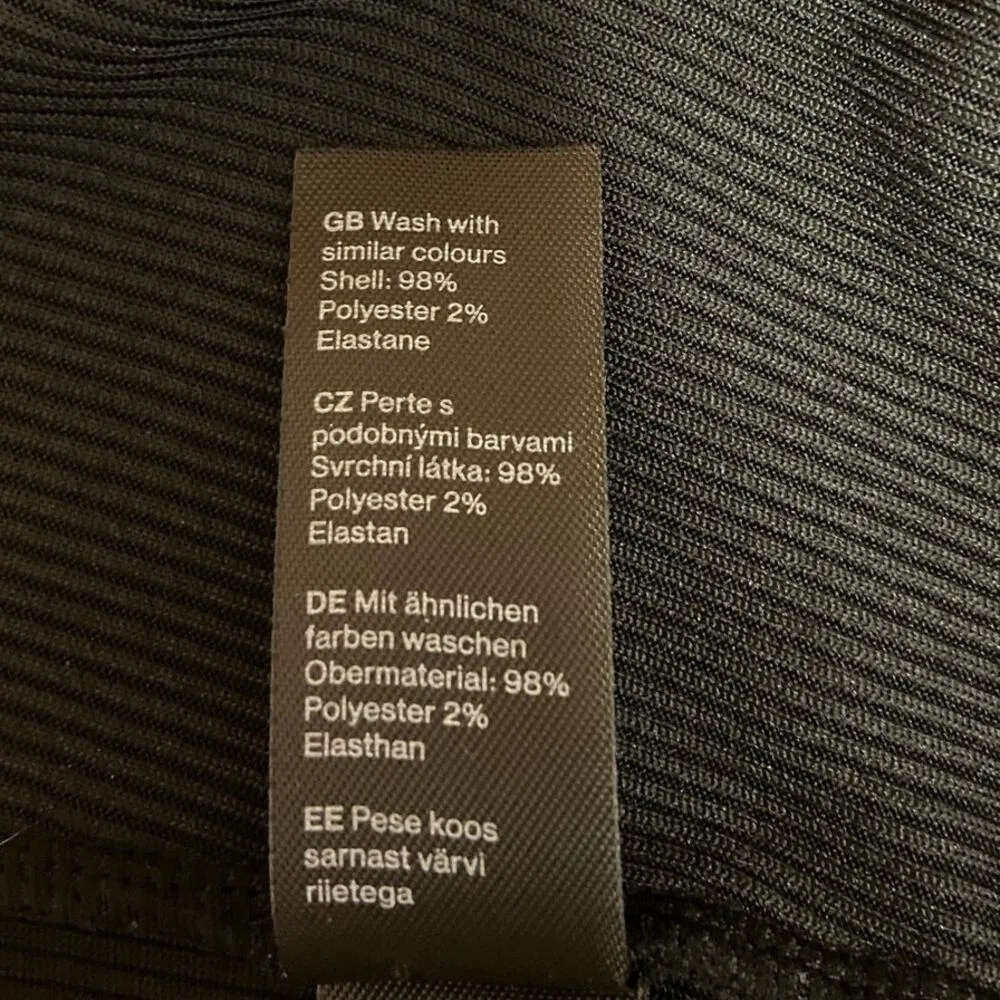 GB Wash with
similar colours
Shell: 98%
Polyester 2%
Elastane
CZ Perte s
podobnými barvami
Svrchní látka: 98%
Polyester 2%
Elastan
DE Mit ähnlichen
farben waschen
Obermaterial: 98%
Polyester 2%
Elasthan
EE Pese koos
sarnast värvi
riietega